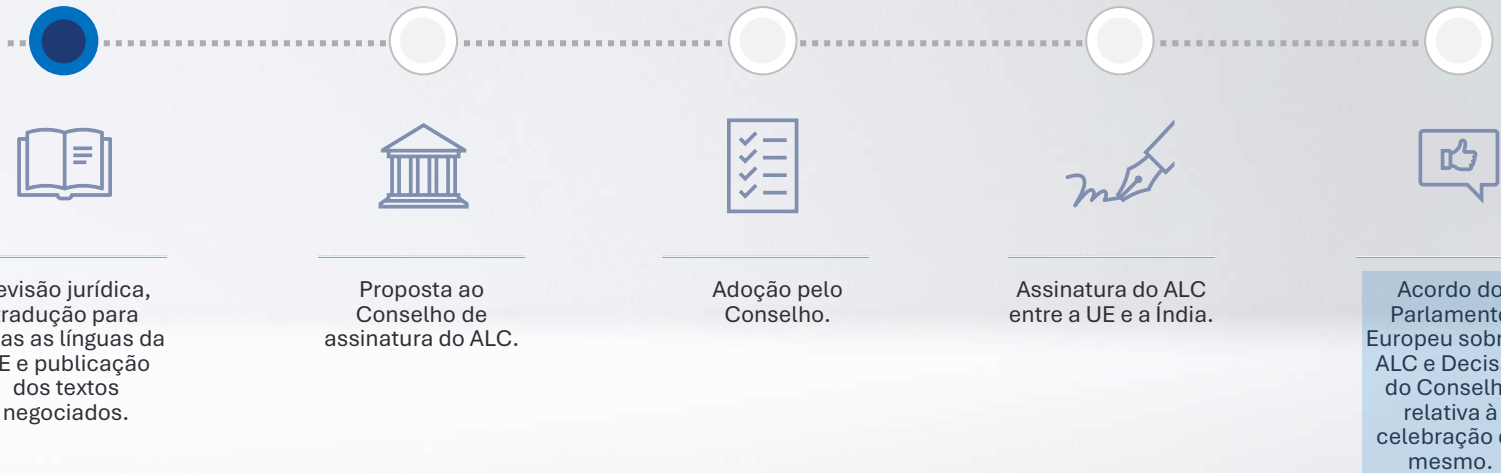 evisão jurídica,
tradução para
as as línguas da
E e publicação
dos textos
negociados.
Proposta ao
Conselho de
assinatura do ALC.
Adoção pelo
Conselho.
Assinatura do ALC
entre a UE e a Índia.
Acordo do
Parlamento
Europeu sobr
ALC e Decis
do Conselh
relativa à
celebração
mesmo.